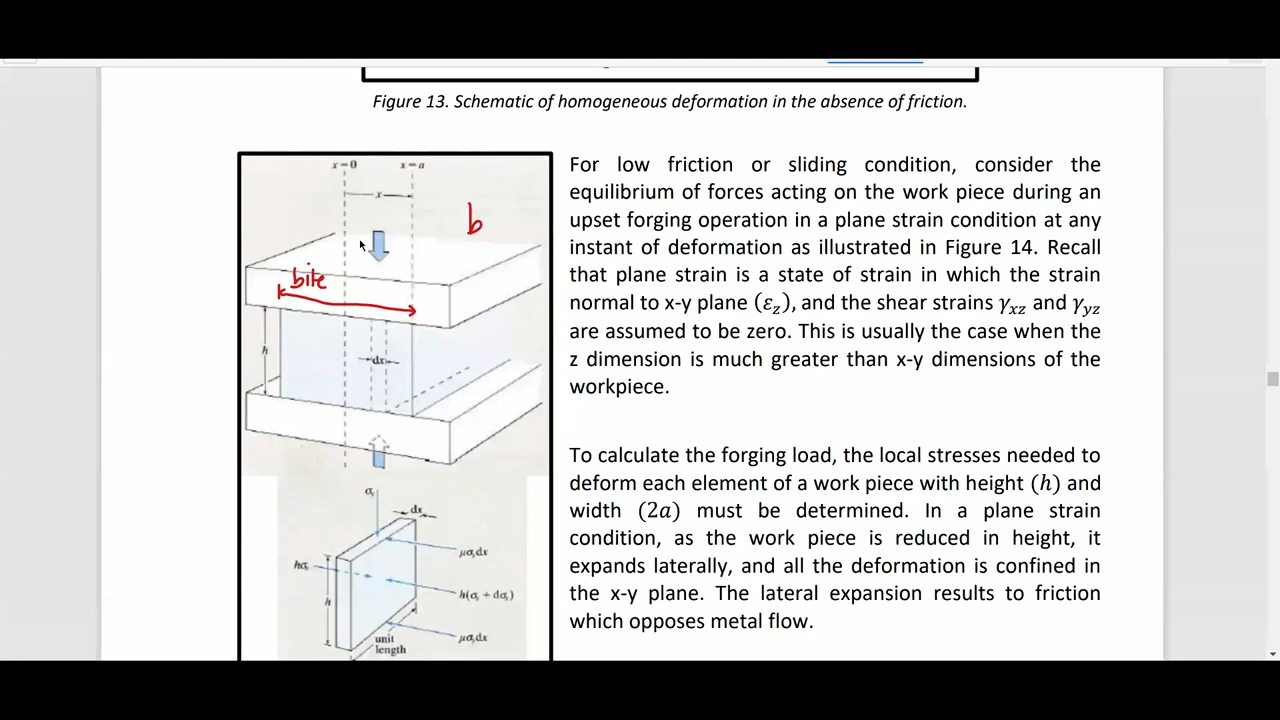 Figure 13. Schematic of homogeneous deformation in the absence of friction.
x=0
x=a
x
b
bite
h
dx
σᵧ
dx
μσᵧdx
hσₓ
h(σₓ + dσₓ)
h
μσᵧdx
unit
length
For low friction or sliding condition, consider the
equilibrium of forces acting on the work piece during an
upset forging operation in a plane strain condition at any
instant of deformation as illustrated in Figure 14. Recall
that plane strain is a state of strain in which the strain
normal to x-y plane (ε_z), and the shear strains γ_xz and γ_yz
are assumed to be zero. This is usually the case when the
z dimension is much greater than x-y dimensions of the
workpiece.
To calculate the forging load, the local stresses needed to
deform each element of a work piece with height (h) and
width (2a) must be determined. In a plane strain
condition, as the work piece is reduced in height, it
expands laterally, and all the deformation is confined in
the x-y plane. The lateral expansion results to friction
which opposes metal flow.